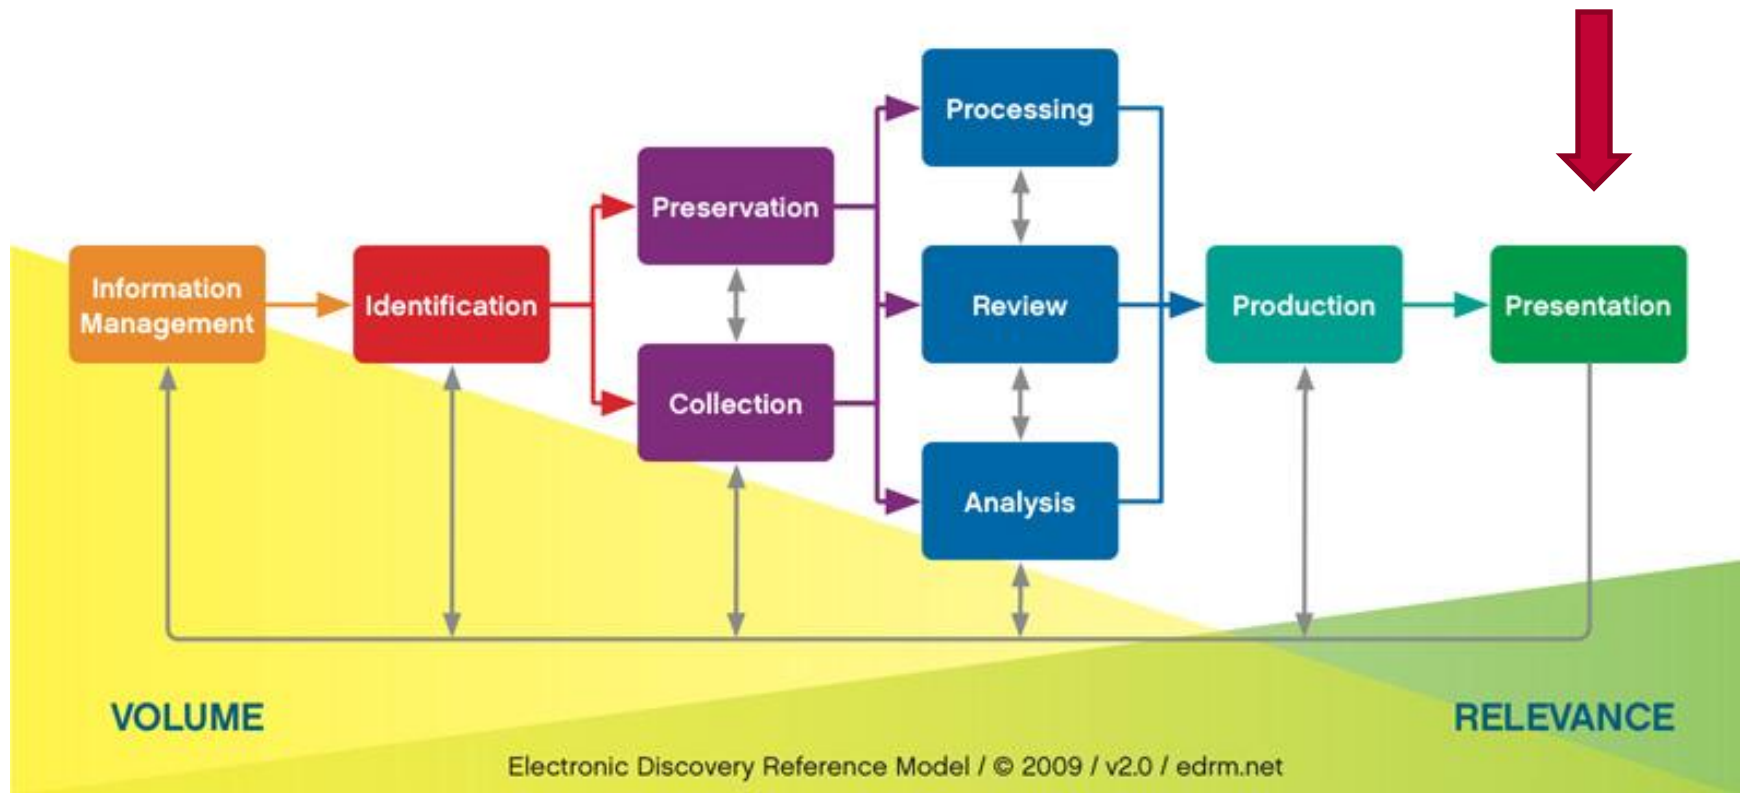 Information
Management
Identification
Preservation
Collection
Processing
Review
Analysis
Production
Presentation
VOLUME
RELEVANCE
Electronic Discovery Reference Model / © 2009 / v2.0 / edrm.net